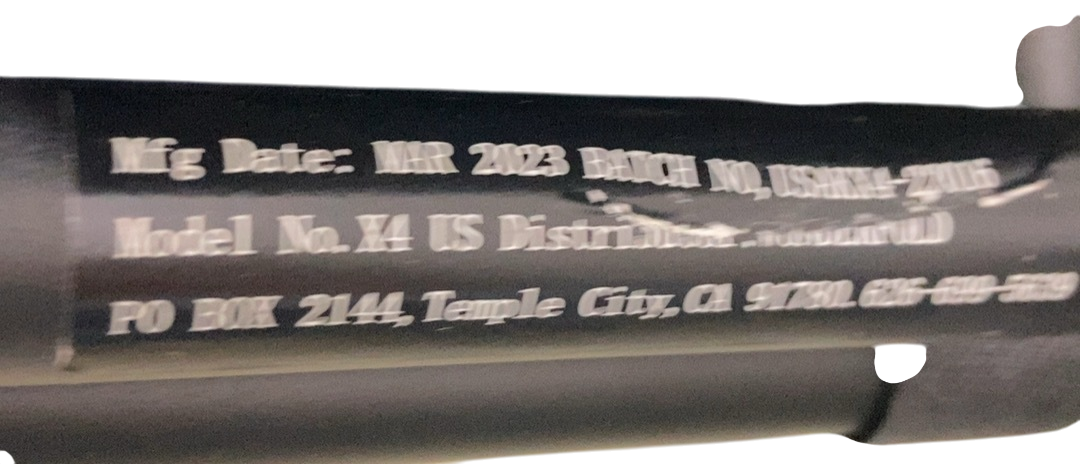 Mfg Date: MAR 2023 BATCH NO,
Model No.X4 US Distributor
PO BOX 2144, Temple City, CA 91780.